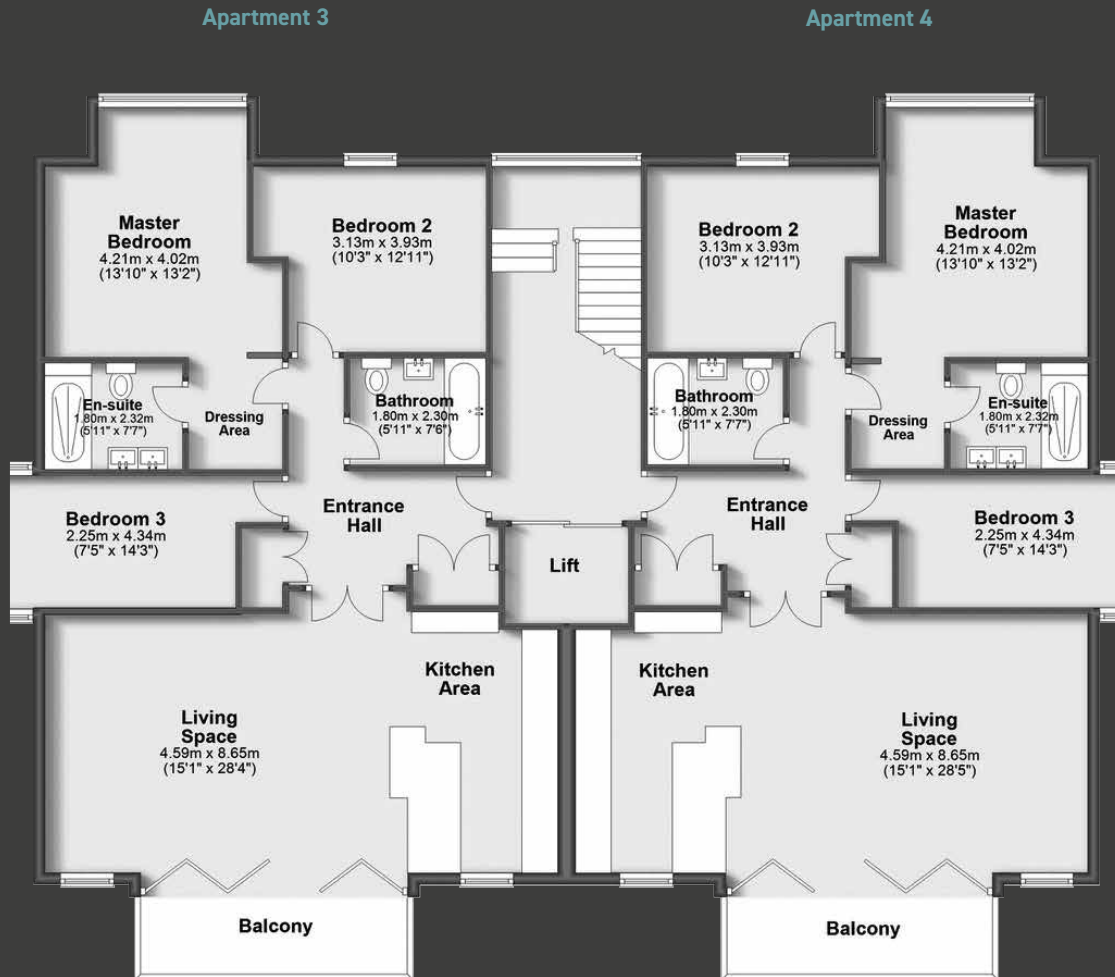 Apartment 3
Apartment 4
Master
Bedroom
4.21m x 4.02m
(13'10" x 13'2")
Bedroom 2
3.13m x 3.93m
(10'3" x 12'11")
Bedroom 2
3.13m x 3.93m
(10'3" x 12'11")
Master
Bedroom
4.21m x 4.02m
(13'10" x 13'2")
En-suite
1.80m x 2.32m
(5'11" x 7'7")
Dressing
Area
Bathroom
1.80m x 2.30m
(5'11" x 7'6")
Bathroom
1.80m x 2.30m
(5'11" x 7'7")
Dressing
Area
En-suite
1.80m x 2.32m
(5'11" x 7'7")
Bedroom 3
2.25m x 4.34m
(7'5" x 14'3")
Entrance
Hall
Lift
Entrance
Hall
Bedroom 3
2.25m x 4.34m
(7'5" x 14'3")
Living
Space
4.59m x 8.65m
(15'1" x 28'4")
Kitchen
Area
Kitchen
Area
Living
Space
4.59m x 8.65m
(15'1" x 28'5")
Balcony
Balcony